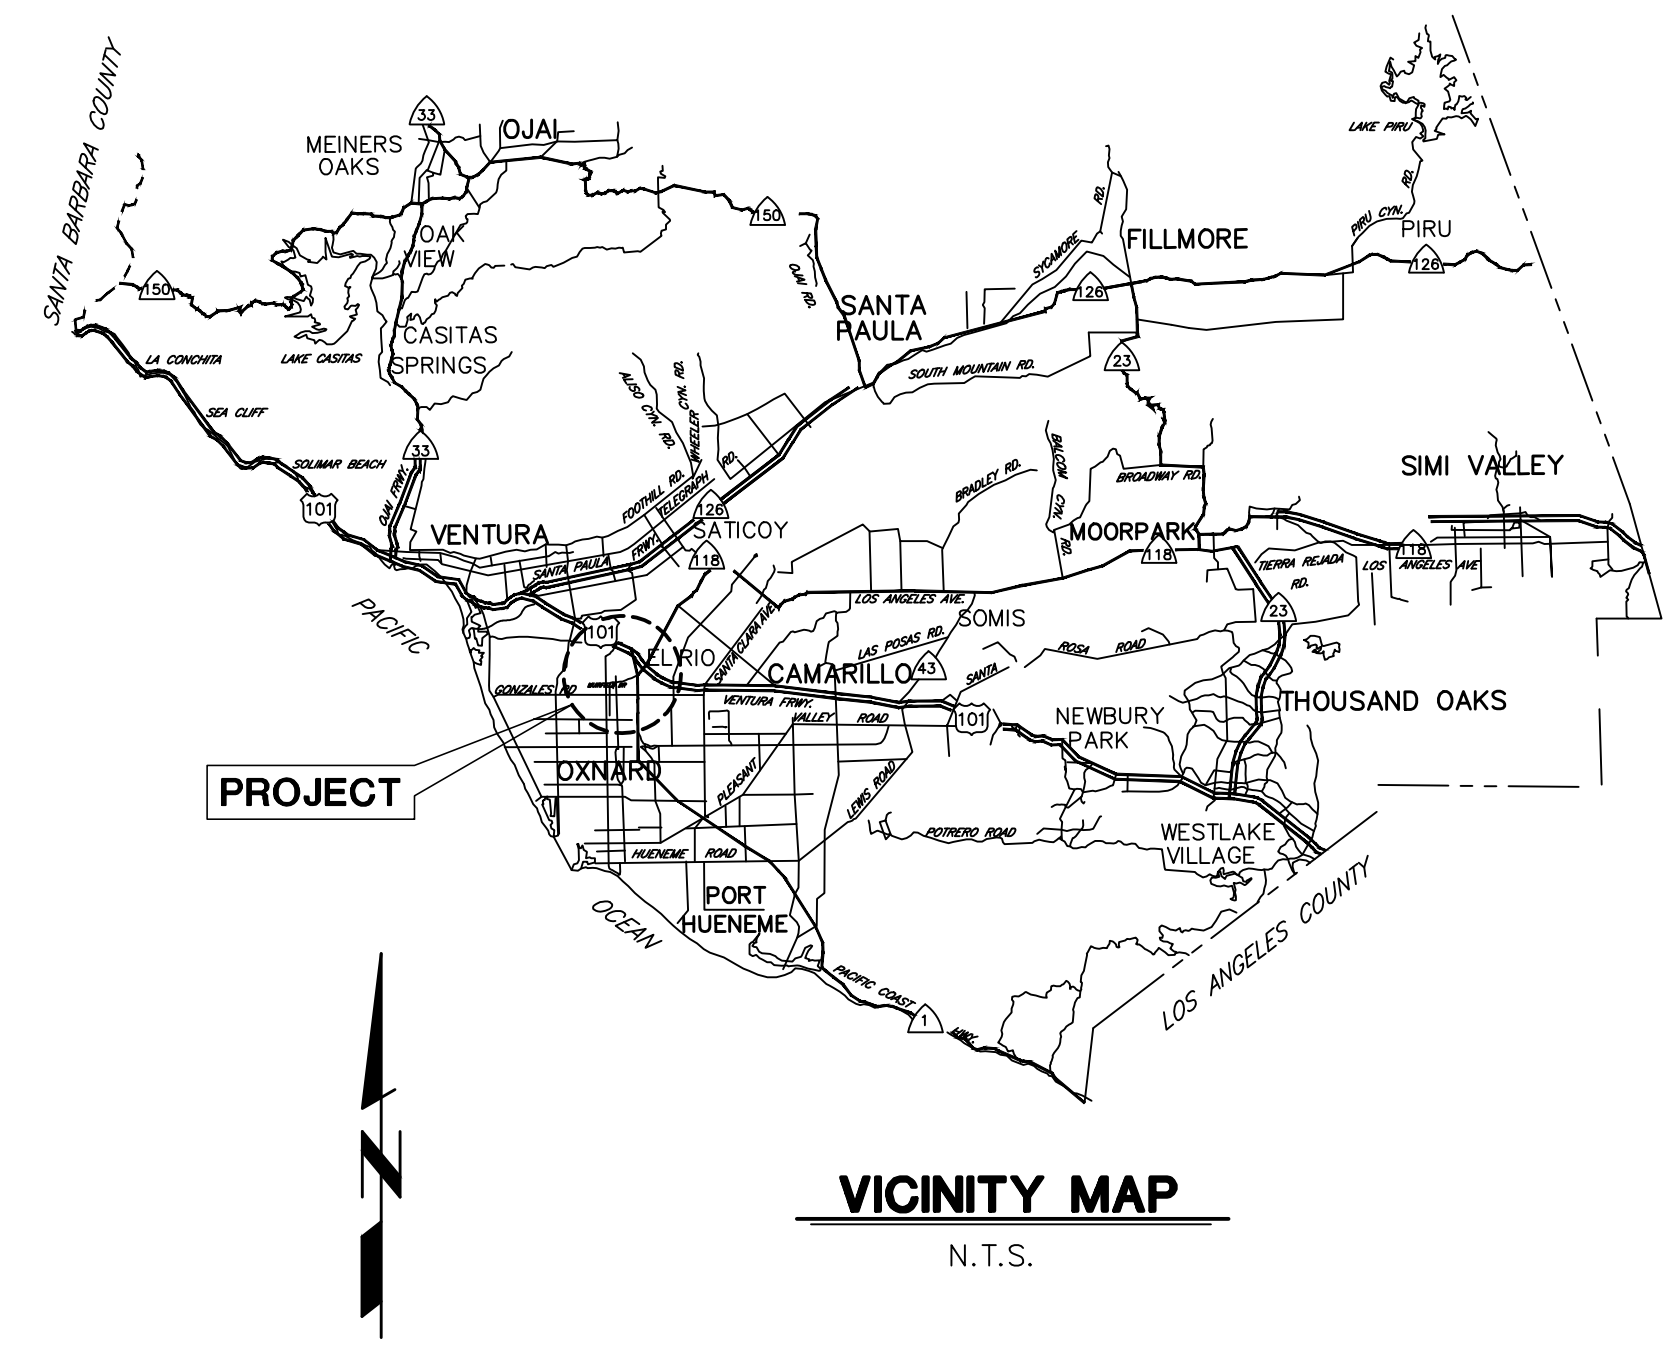 SANTA BARBARA COUNTY
33
OJAI
MEINERS
OAKS
LAKE PIRU
RD.
RD.
150
PIRU CYN.
PIRU
OAK
VIEW
SYCAMORE
FILLMORE
126
150
OJAI RD.
126
SANTA
PAULA
CASITAS
SPRINGS
LA CONCHITA
LAKE CASITAS
23
SOUTH MOUNTAIN RD.
ALISO CYN. RD.
WHEELER CYN. RD.
SEA CLIFF
33
SOLIMAR BEACH
OJAI FRWY.
FOOTHILL RD.
TELEGRAPH RD.
BRADLEY RD.
BALCOM CYN. RD.
BROADWAY RD.
SIMI VALLEY
101
126
VENTURA
SATICOY
MOORPARK
118
118
118
SANTA PAULA FRWY.
TIERRA REJADA
RD.
LOS ANGELES AVE
LOS ANGELES AVE.
23
PACIFIC
SOMIS
101
SANTA CLARA AVE.
LAS POSAS RD.
ROSA ROAD
SANTA
EL RIO
CAMARILLO
43
GONZALES RD
VENTURA FRWY.
THOUSAND OAKS
VALLEY ROAD
101
NEWBURY
PARK
OXNARD
PROJECT
PLEASANT
LEWIS ROAD
POTRERO ROAD
WESTLAKE
VILLAGE
HUENEME ROAD
PORT
HUENEME
OCEAN
LOS ANGELES COUNTY
PACIFIC COAST
1
HWY.
N
VICINITY MAP
N.T.S.